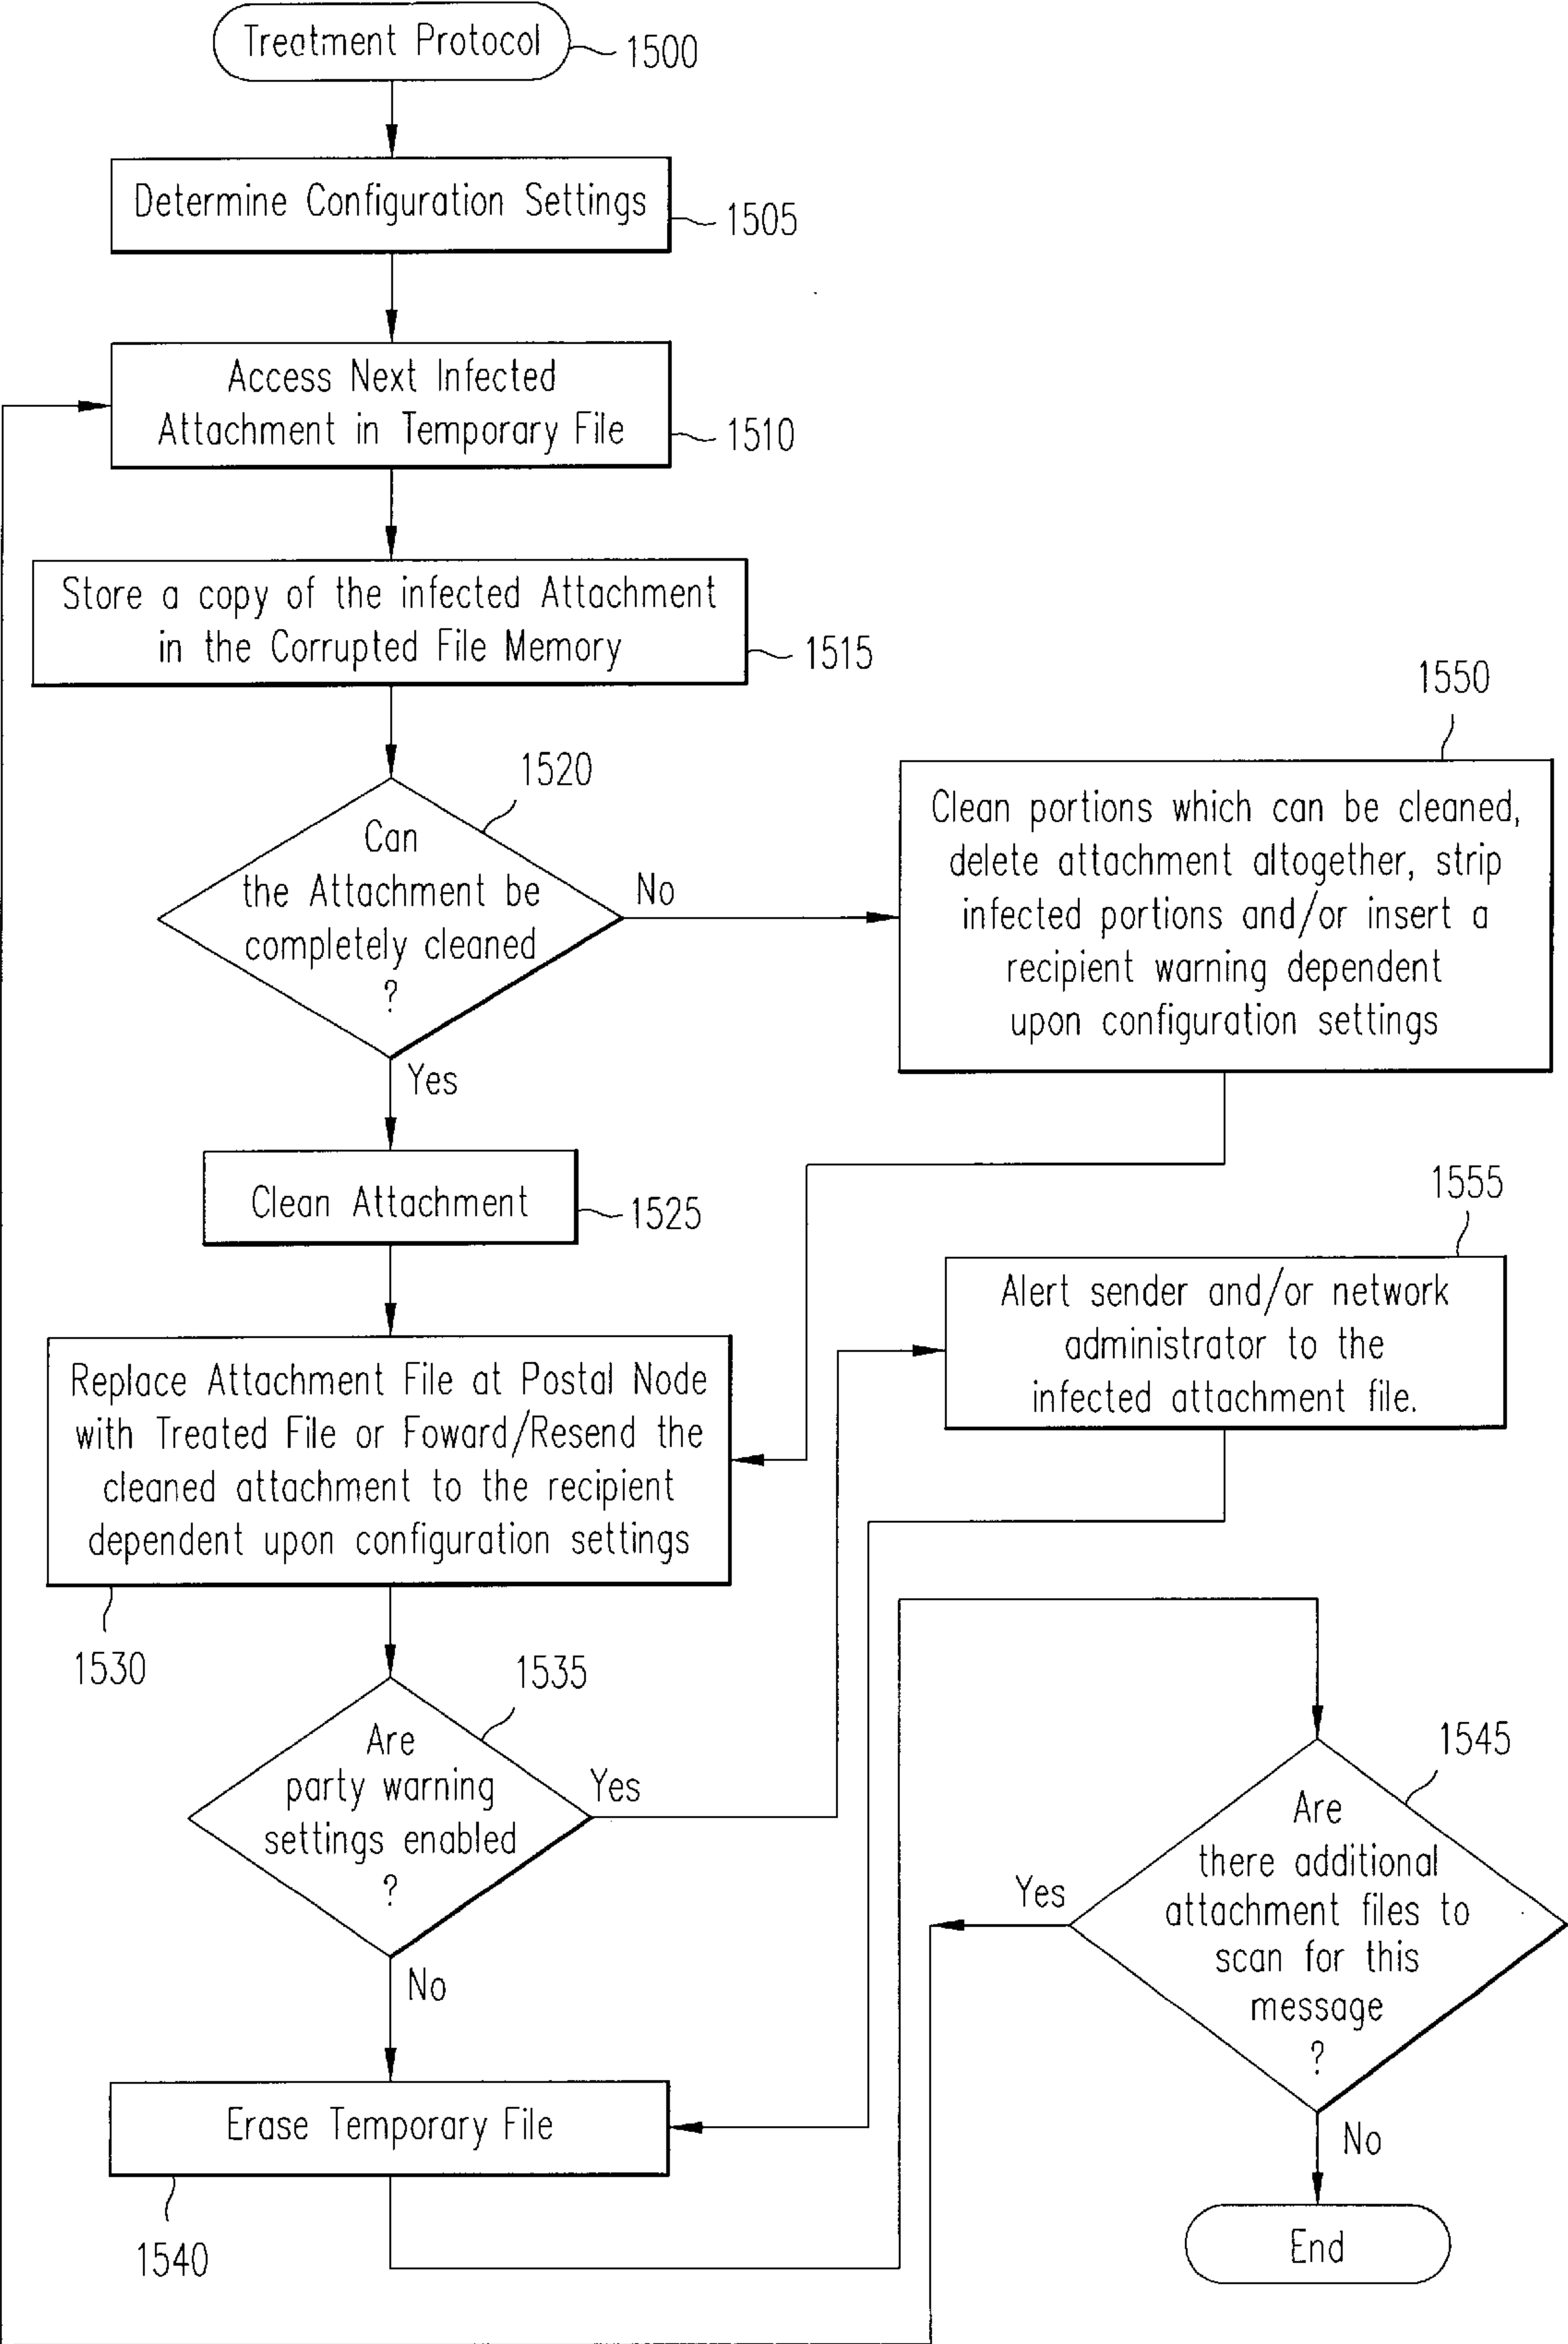 Treatment Protocol
1500
Determine Configuration Settings
1505
Access Next Infected
Attachment in Temporary File
1510
Store a copy of the infected Attachment
in the Corrupted File Memory
1515
1520
Can
the Attachment be
completely cleaned
?
No
Yes
1550
Clean portions which can be cleaned,
delete attachment altogether, strip
infected portions and/or insert a
recipient warning dependent
upon configuration settings
Clean Attachment
1525
1555
Alert sender and/or network
administrator to the
infected attachment file.
Replace Attachment File at Postal Node
with Treated File or Foward/Resend the
cleaned attachment to the recipient
dependent upon configuration settings
1530
1535
Are
party warning
settings enabled
?
Yes
No
1545
Are
there additional
attachment files to
scan for this
message
?
Yes
No
Erase Temporary File
1540
End